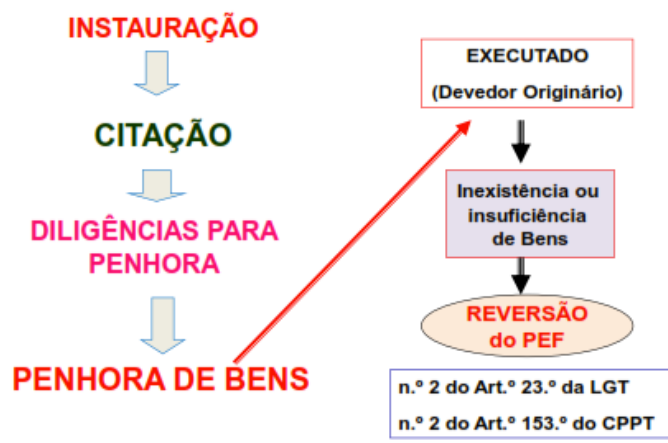 INSTAURAÇÃO
CITAÇÃO
DILIGÊNCIAS PARA
PENHORA
PENHORA DE BENS
EXECUTADO
(Devedor Originário)
Inexistência ou
insuficiência
de Bens
REVERSÃO
do PEF
n.º 2 do Art.º 23.º da LGT
n.º 2 do Art.º 153.º do CPPT